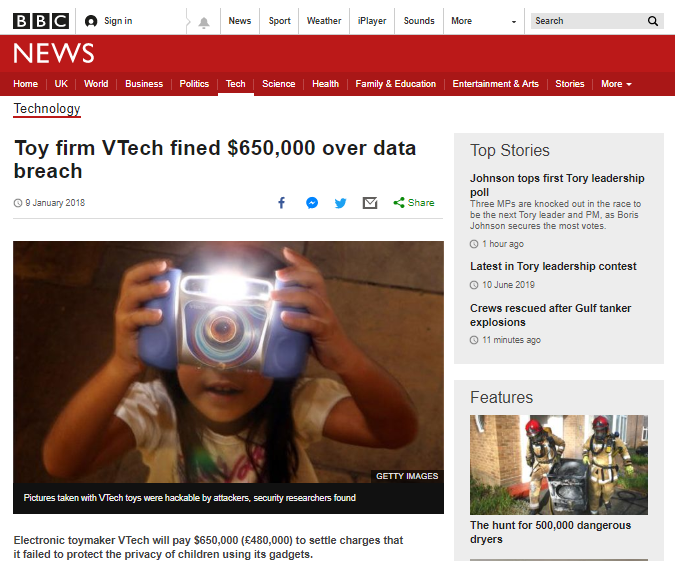 BBC
Sign in
News
Sport
Weather
iPlayer
Sounds
More
Search
NEWS
Home
UK
World
Business
Politics
Tech
Science
Health
Family & Education
Entertainment & Arts
Stories
More
Technology
Toy firm VTech fined $650,000 over data
breach
9 January 2018
Share
GETTY IMAGES
Pictures taken with VTech toys were hackable by attackers, security researchers found
Electronic toymaker VTech will pay $650,000 (£480,000) to settle charges that
it failed to protect the privacy of children using its gadgets.
Top Stories
Johnson tops first Tory leadership
poll
Three MPs are knocked out in the race to
be the next Tory leader and PM, as Boris
Johnson secures the most votes.
1 hour ago
Latest in Tory leadership contest
10 June 2019
Crews rescued after Gulf tanker
explosions
11 minutes ago
Features
The hunt for 500,000 dangerous
dryers